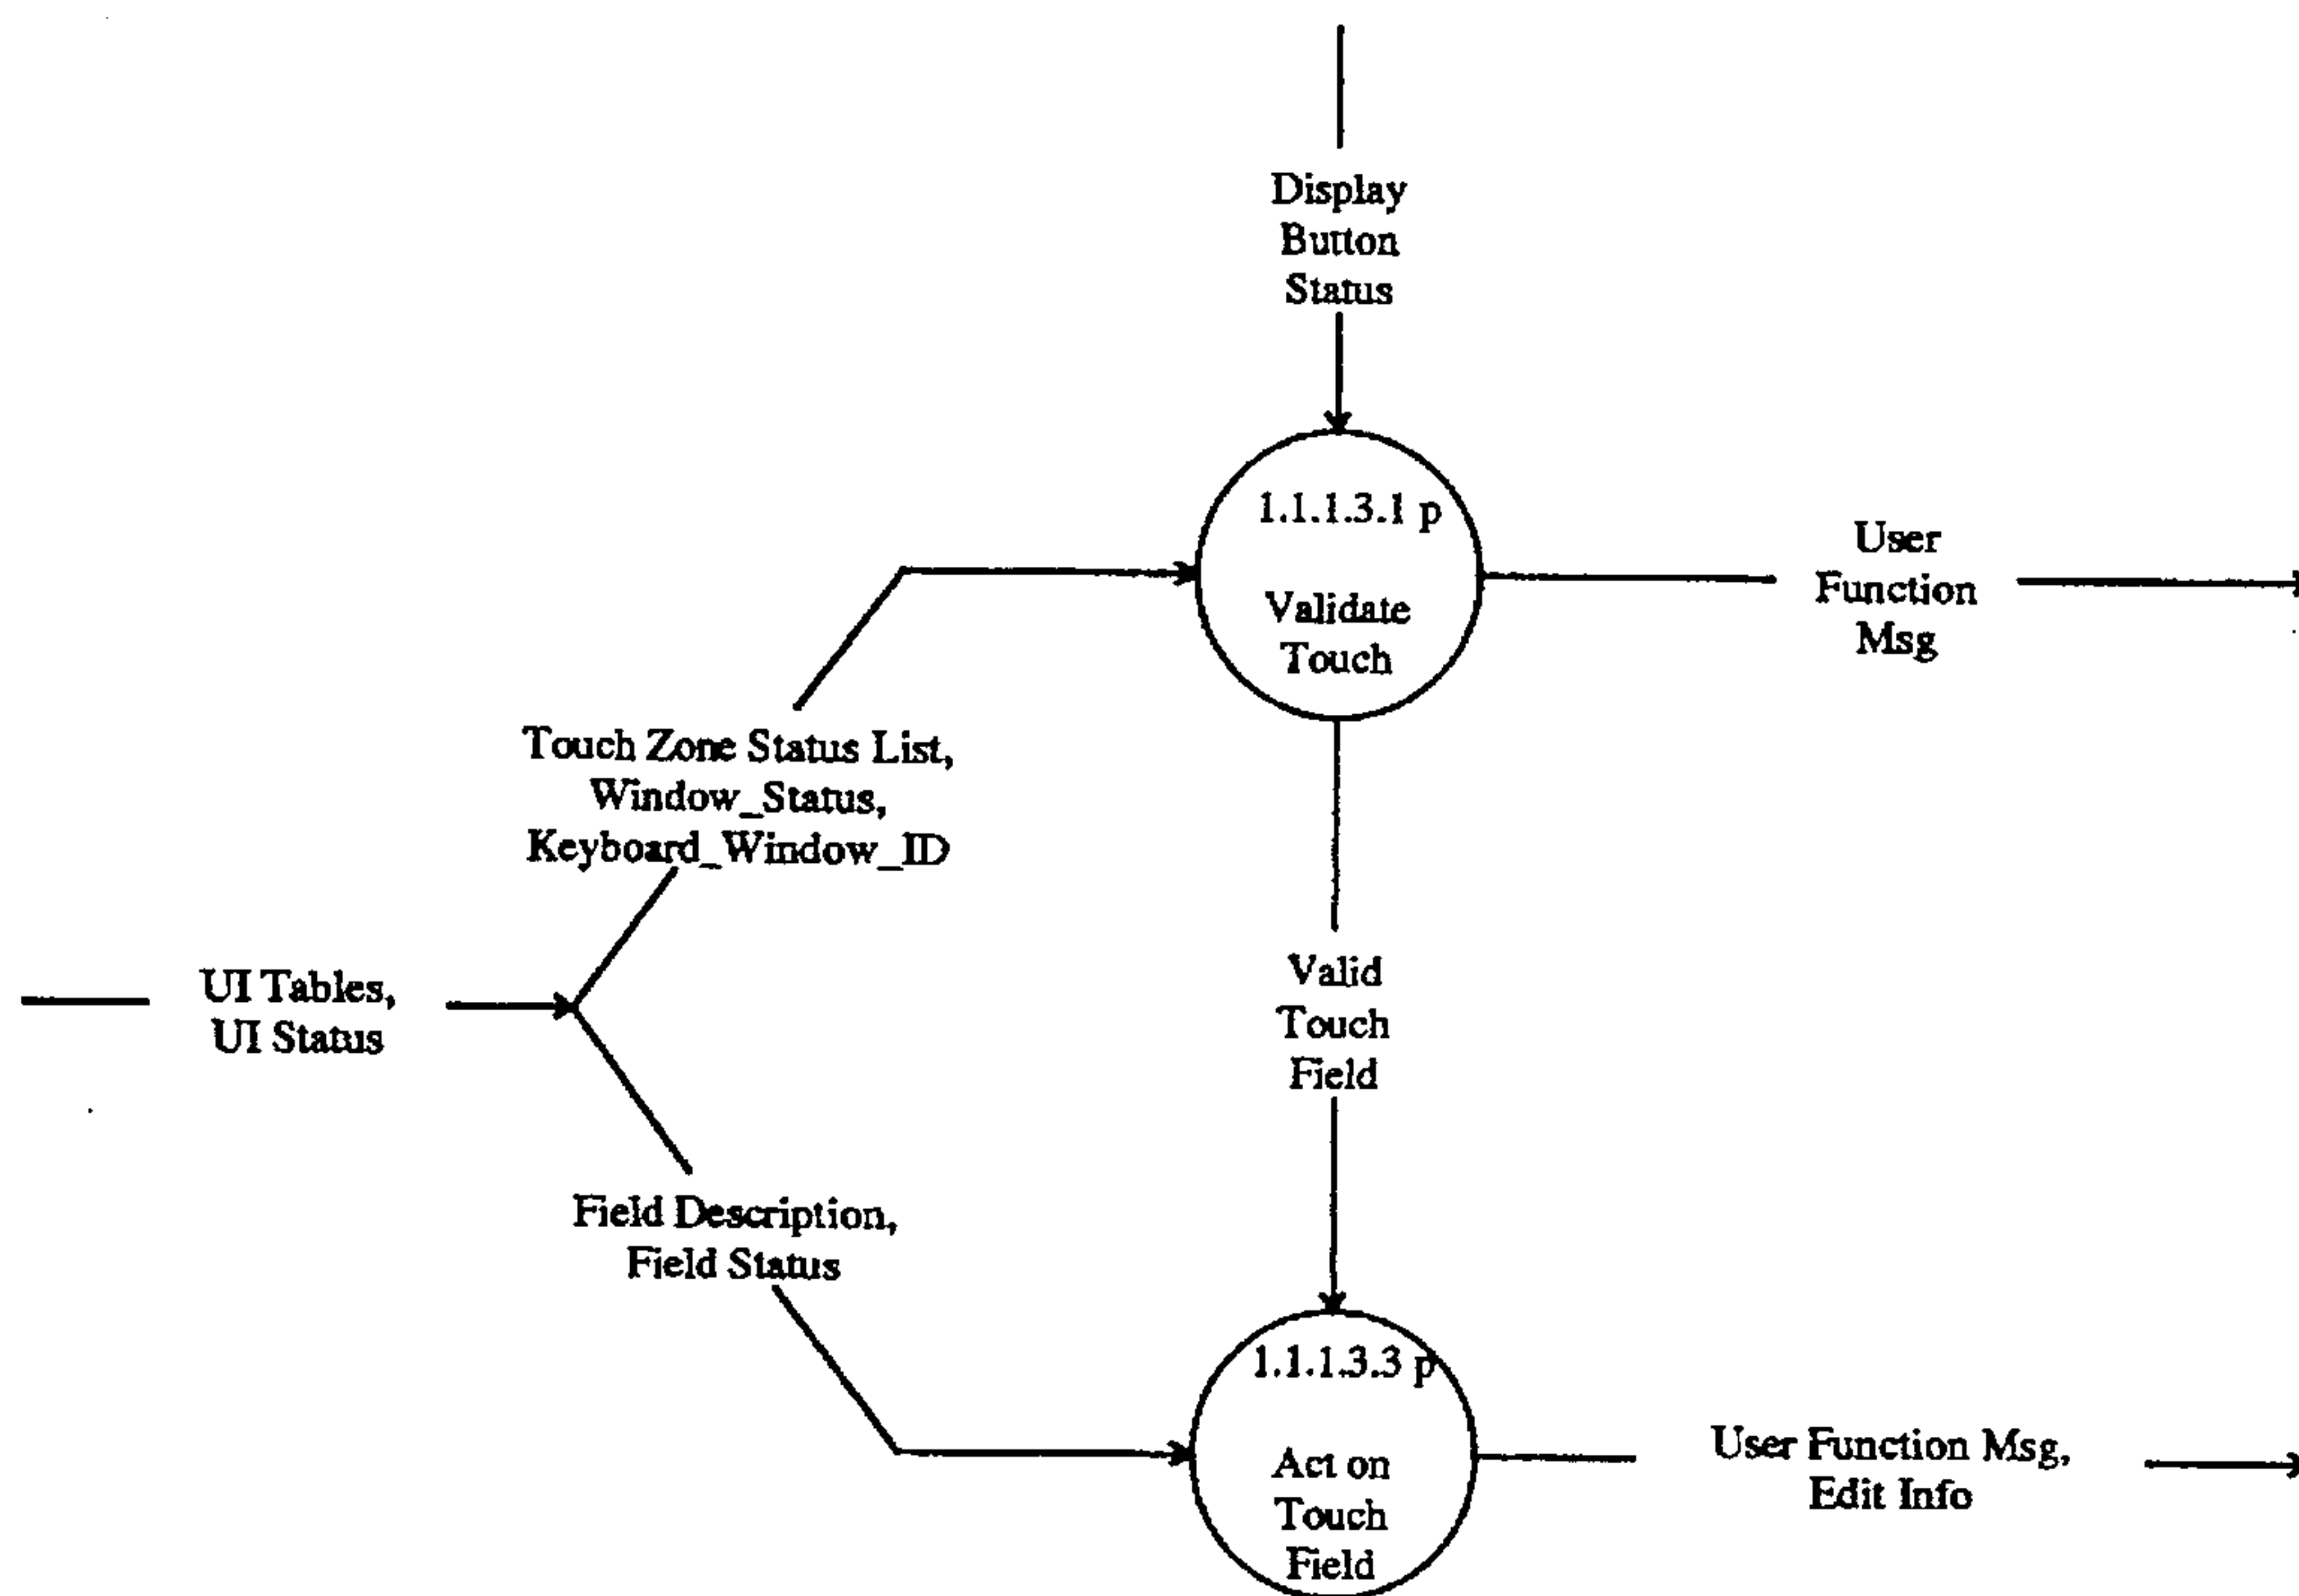 Display
Button
Status
1.1.1.3.1 p
Validate
Touch
User
Function
Msg
Touch Zone Status List,
Window_Status,
Keyboard_Window_ID
UI Tables,
UI Status
Valid
Touch
Field
Field Description,
Field Status
1.1.1.3.3 p
Act on
Touch
Field
User Function Msg,
Edit Info